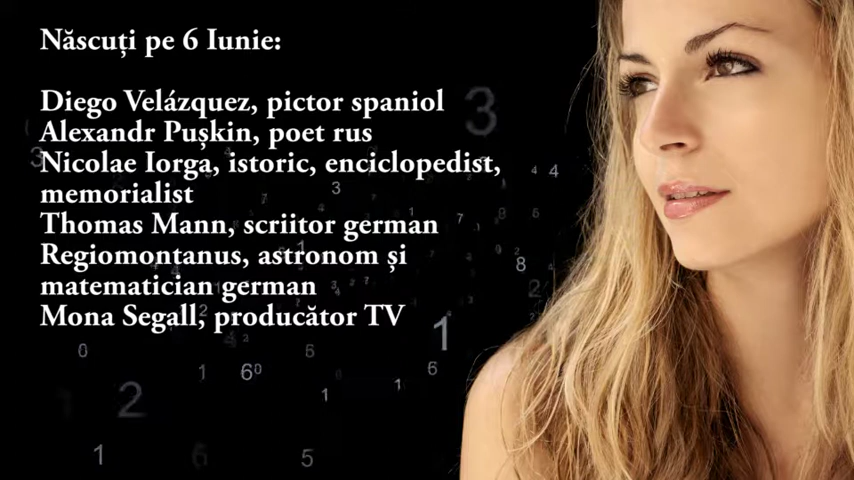 Născuți pe 6 Iunie:
Diego Velázquez, pictor spaniol
Alexandr Pușkin, poet rus
Nicolae Iorga, istoric, enciclopedist,
memorialist
Thomas Mann, scriitor german
Regiomontanus, astronom și
matematician german
Mona Segall, producător TV